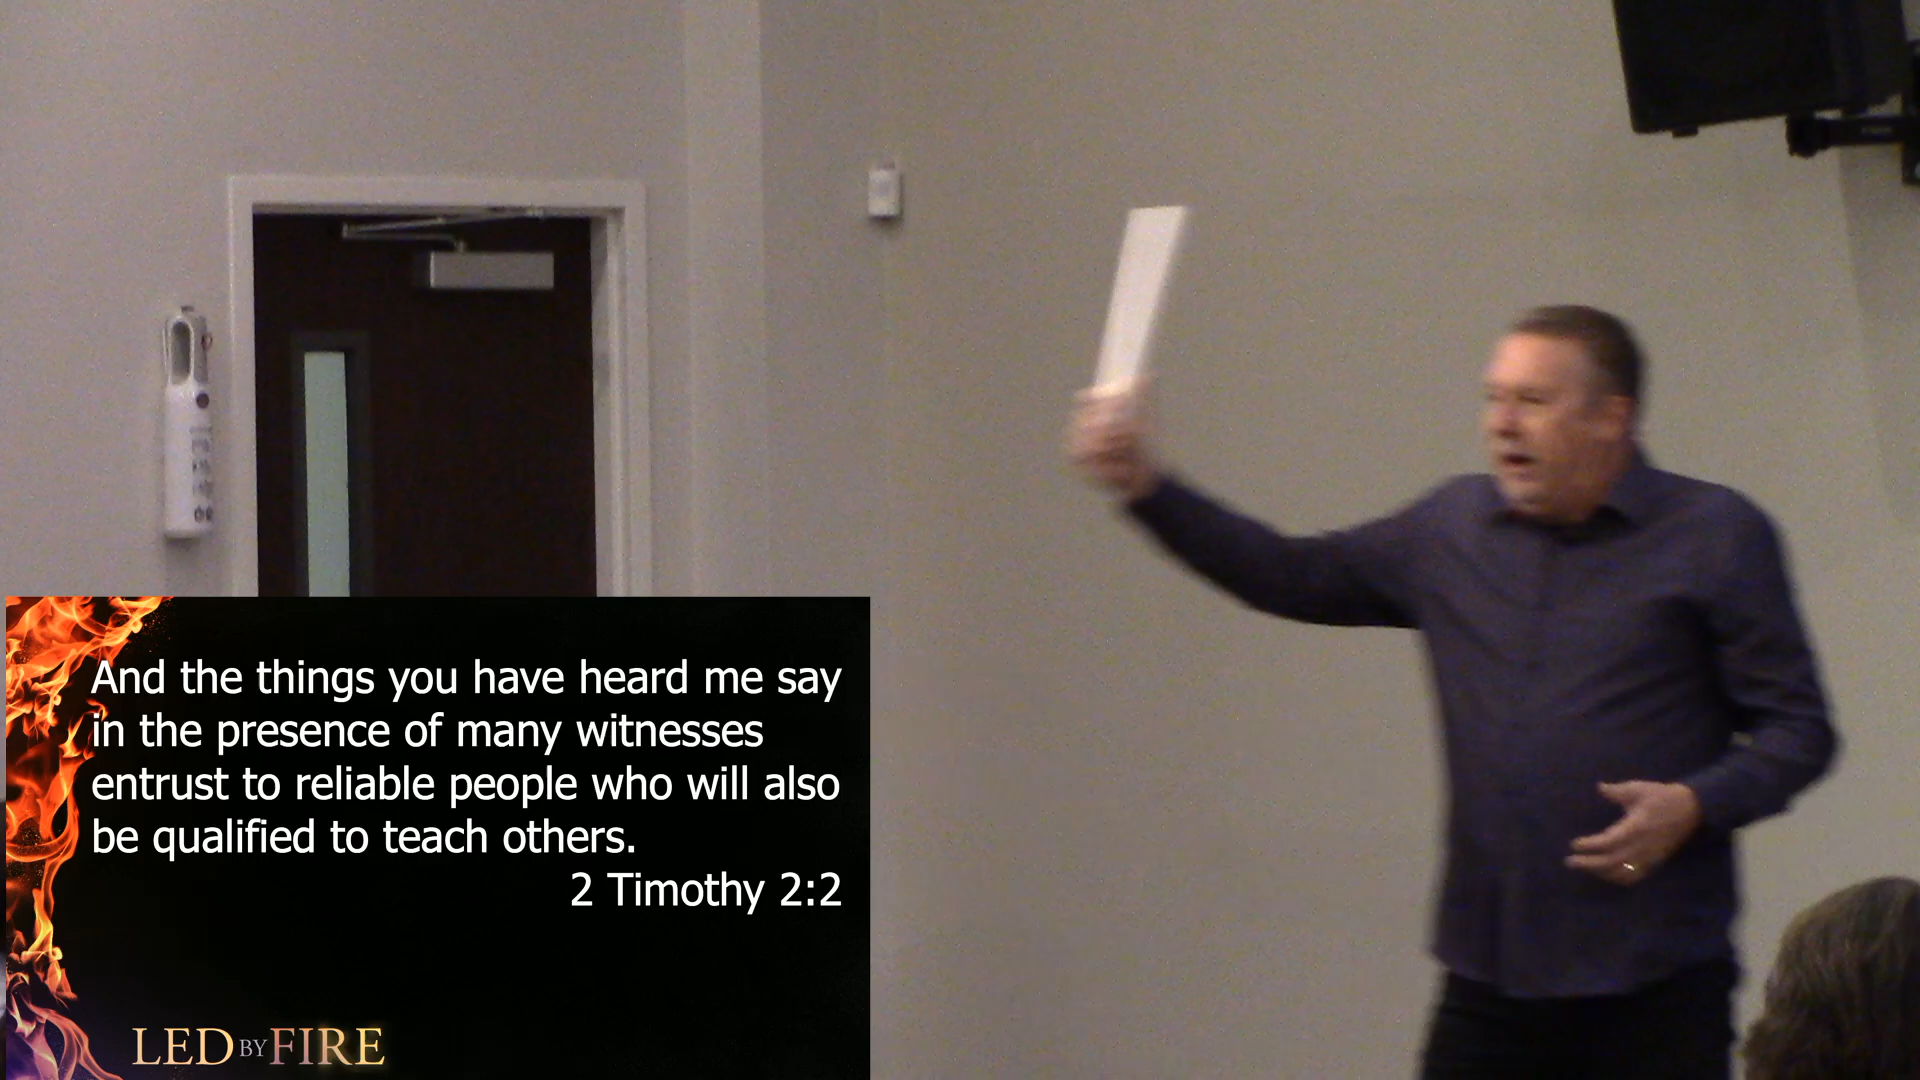 And the things you have heard me say
in the presence of many witnesses
entrust to reliable people who will also
be qualified to teach others.
2 Timothy 2:2
LED BY FIRE